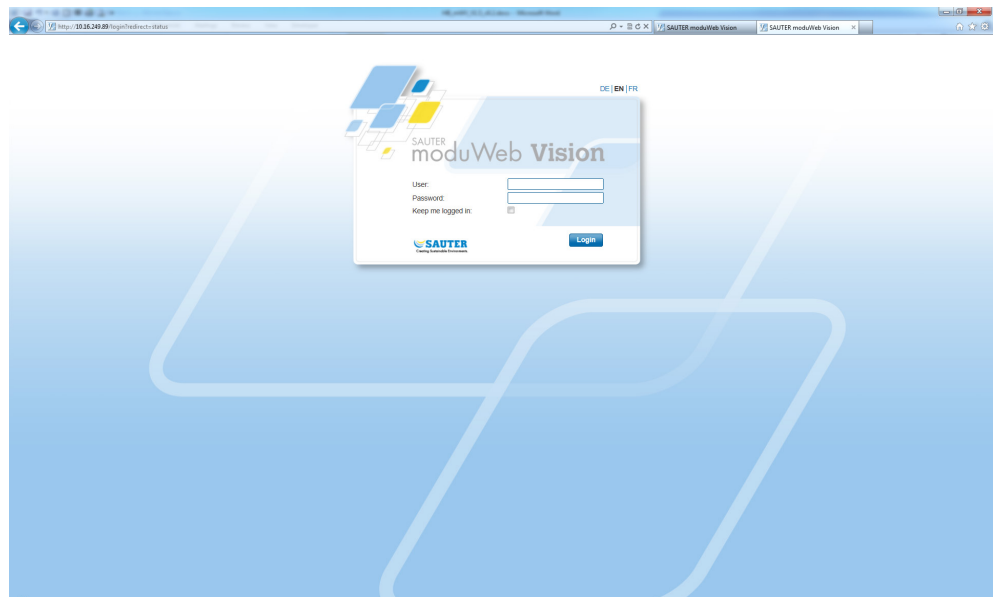 http://10.16.249.89/login?redirect=status
SAUTER moduWeb Vision
SAUTER moduWeb Vision
DE | EN | FR
SAUTER
moduWeb Vision
User:
Password:
Keep me logged in:
SAUTER
Creating Sustainable Environments.
Login